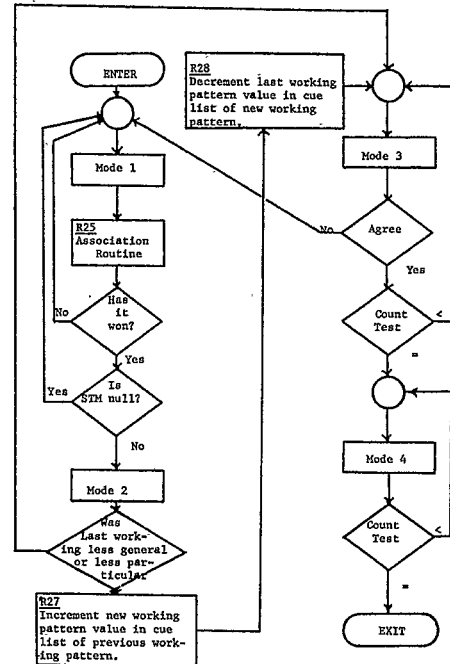 ENTER
Mode 1
R25
Association
Routine
Has
it
won?
No
Yes
Is
STM null?
Yes
No
Mode 2
Was
Last work-
ing less general
or less par-
ticular
R27
Increment new working
pattern value in cue
list of previous work-
ing pattern.
R28
Decrement last working
pattern value in cue
list of new working
pattern.
Mode 3
Agree
No
Yes
Count
Test
<
=
Mode 4
Count
Test
<
=
EXIT